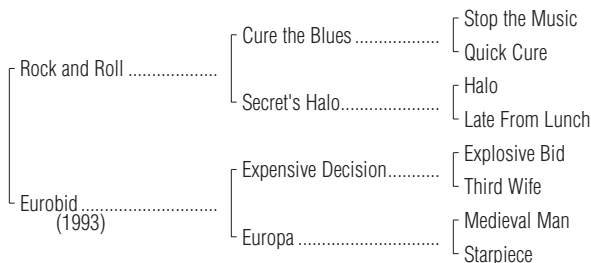 Stop the Music
Cure the Blues ..................
Quick Cure
Rock and Roll ...................
Halo
Secret's Halo.....................
Late From Lunch
Explosive Bid
Expensive Decision...........
Third Wife
Eurobid.............................
(1993)
Medieval Man
Europa ..............................
Starpiece